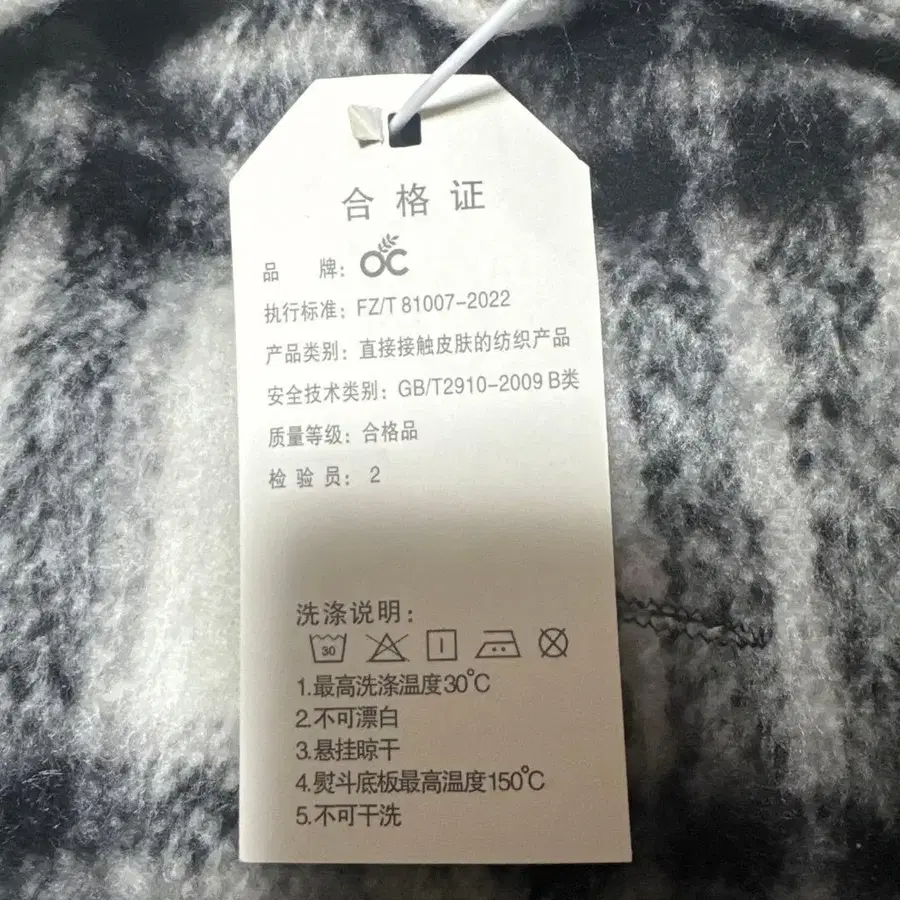 合格证
品 牌: OC
执行标准: FZ/T 81007-2022
产品类别: 直接接触皮肤的纺织产品
安全技术类别: GB/T2910-2009 B类
质量等级: 合格品
检 验 员: 2
洗涤说明:
30
1.最高洗涤温度30℃
2.不可漂白
3.悬挂晾干
4.熨斗底板最高温度150℃
5.不可干洗